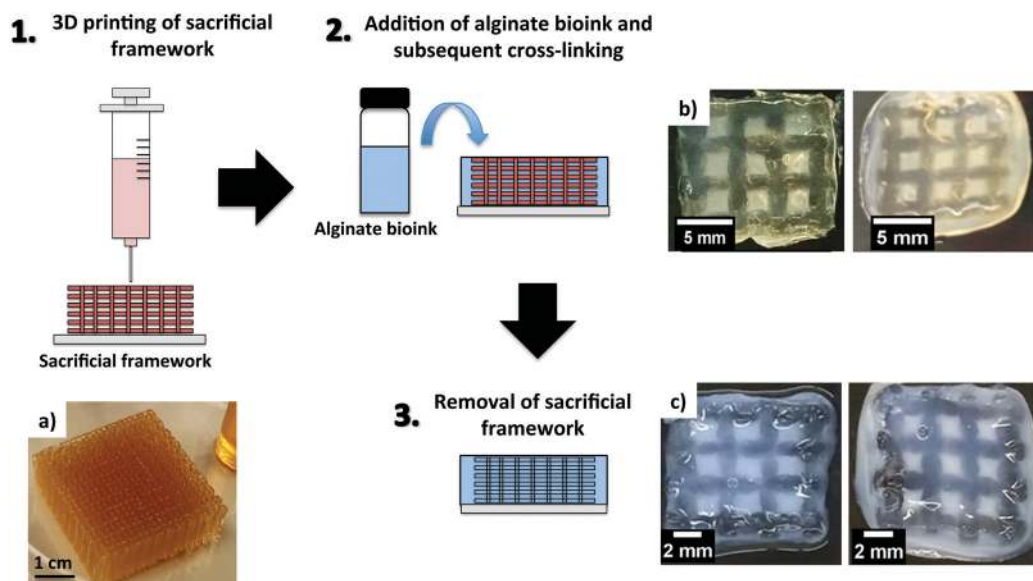 1. 3D printing of sacrificial
framework
Sacrificial framework
a)
1 cm
2. Addition of alginate bioink and
subsequent cross-linking
Alginate bioink
b)
5 mm
5 mm
3. Removal of sacrificial
framework
c)
2 mm
2 mm